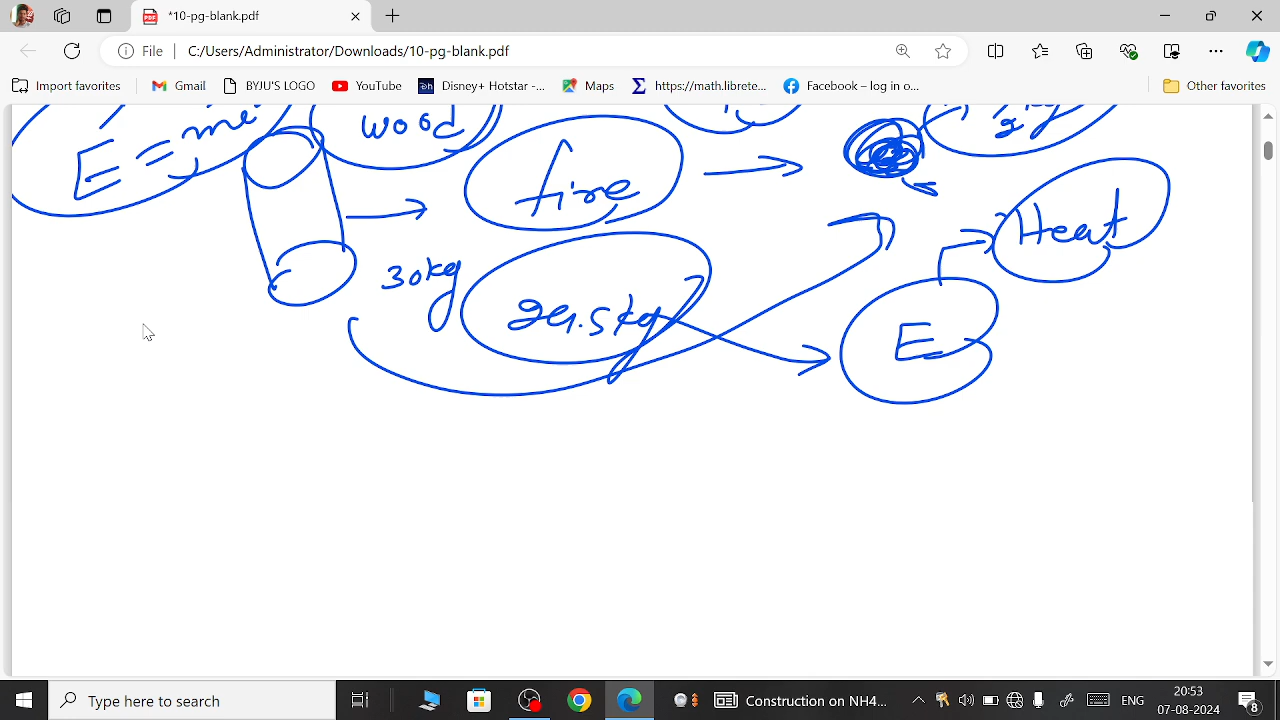 *10-pg-blank.pdf
File
C:/Users/Administrator/Downloads/10-pg-blank.pdf
Import favorites
Gmail
BYJU'S LOGO
YouTube
Disney+ Hotstar -...
Maps
https://math.librete...
Facebook – log in o...
Other favorites
wood
E = mc
fire
Heat
30kg
29.5kg
E
Type here to search
Construction on NH4...
ENG
20:53
07-08-2024
8